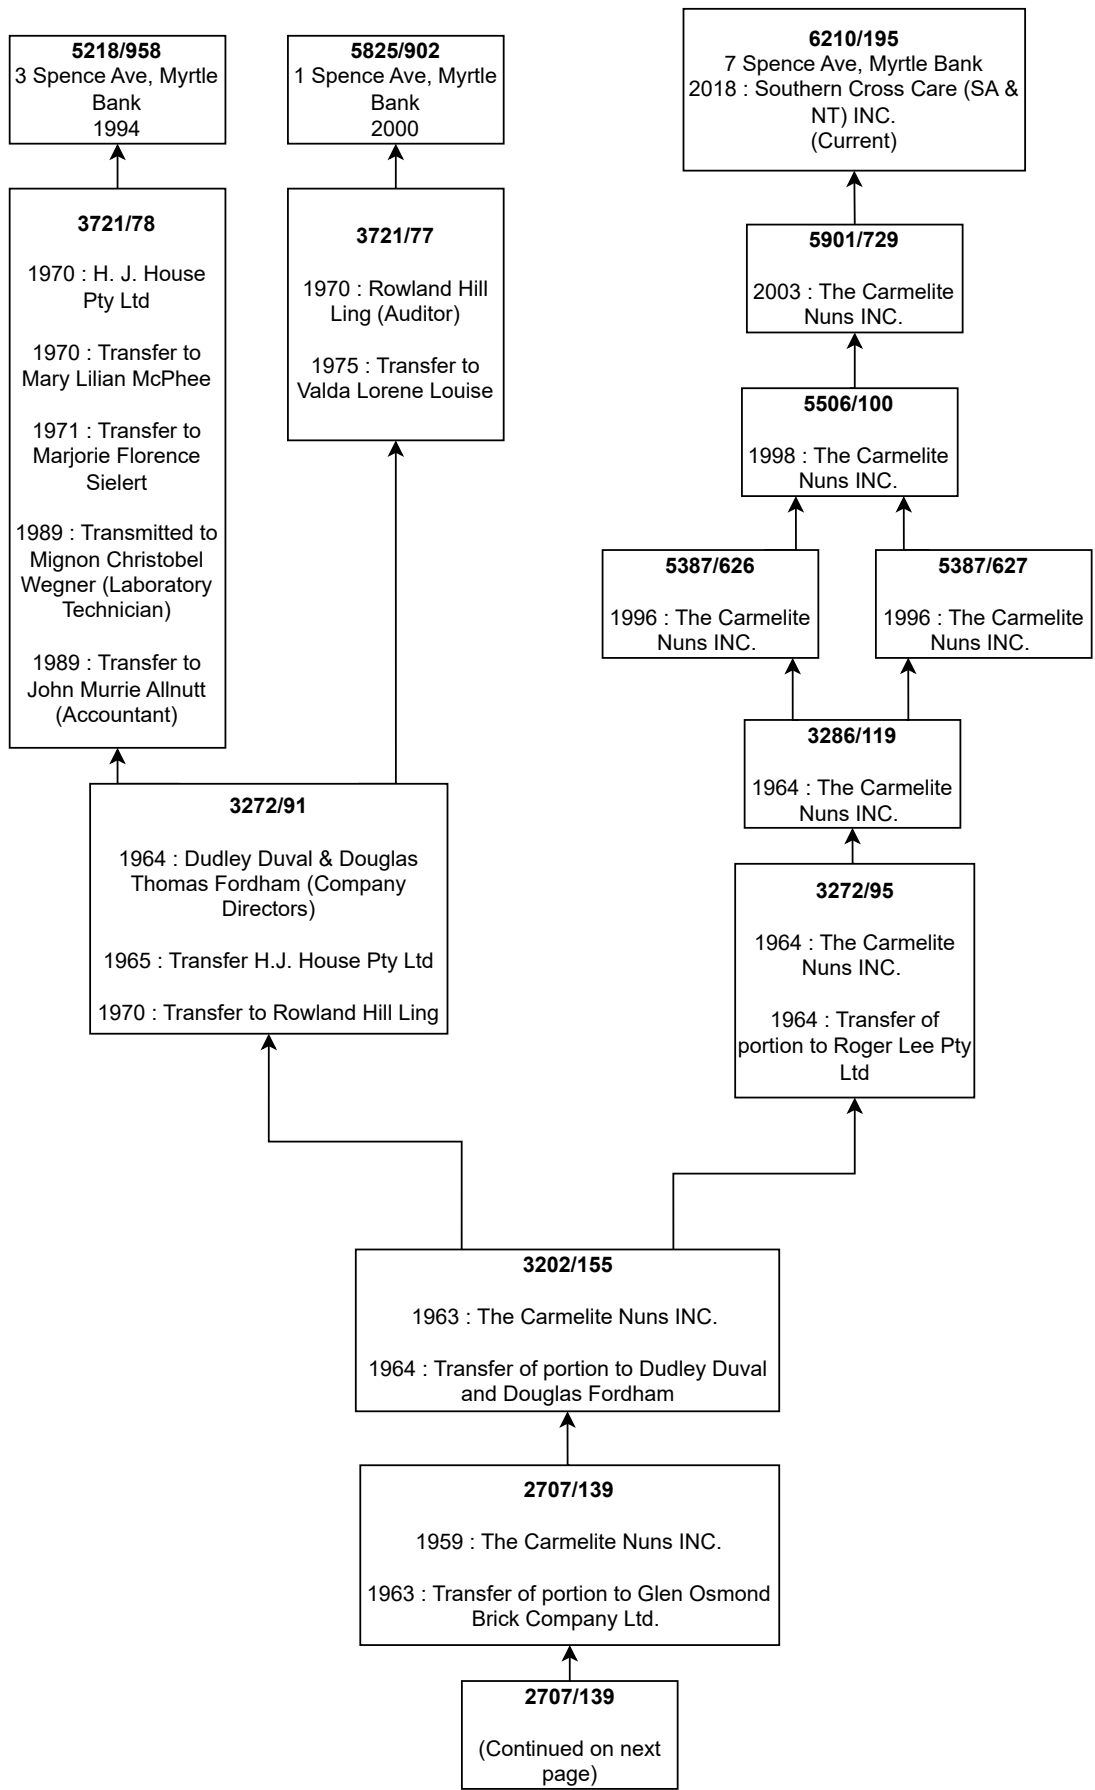 5218/958
3 Spence Ave, Myrtle
Bank
1994
5825/902
1 Spence Ave, Myrtle
Bank
2000
6210/195
7 Spence Ave, Myrtle Bank
2018 : Southern Cross Care (SA &
NT) INC.
(Current)
3721/78
1970 : H. J. House
Pty Ltd
1970 : Transfer to
Mary Lilian McPhee
1971 : Transfer to
Marjorie Florence
Sielert
1989 : Transmitted to
Mignon Christobel
Wegner (Laboratory
Technician)
1989 : Transfer to
John Murrie Allnutt
(Accountant)
3721/77
1970 : Rowland Hill
Ling (Auditor)
1975 : Transfer to
Valda Lorene Louise
5901/729
2003 : The Carmelite
Nuns INC.
5506/100
1998 : The Carmelite
Nuns INC.
5387/626
1996 : The Carmelite
Nuns INC.
5387/627
1996 : The Carmelite
Nuns INC.
3286/119
1964 : The Carmelite
Nuns INC.
3272/91
1964 : Dudley Duval & Douglas
Thomas Fordham (Company
Directors)
1965 : Transfer H.J. House Pty Ltd
1970 : Transfer to Rowland Hill Ling
3272/95
1964 : The Carmelite
Nuns INC.
1964 : Transfer of
portion to Roger Lee Pty
Ltd
3202/155
1963 : The Carmelite Nuns INC.
1964 : Transfer of portion to Dudley Duval
and Douglas Fordham
2707/139
1959 : The Carmelite Nuns INC.
1963 : Transfer of portion to Glen Osmond
Brick Company Ltd.
2707/139
(Continued on next
page)